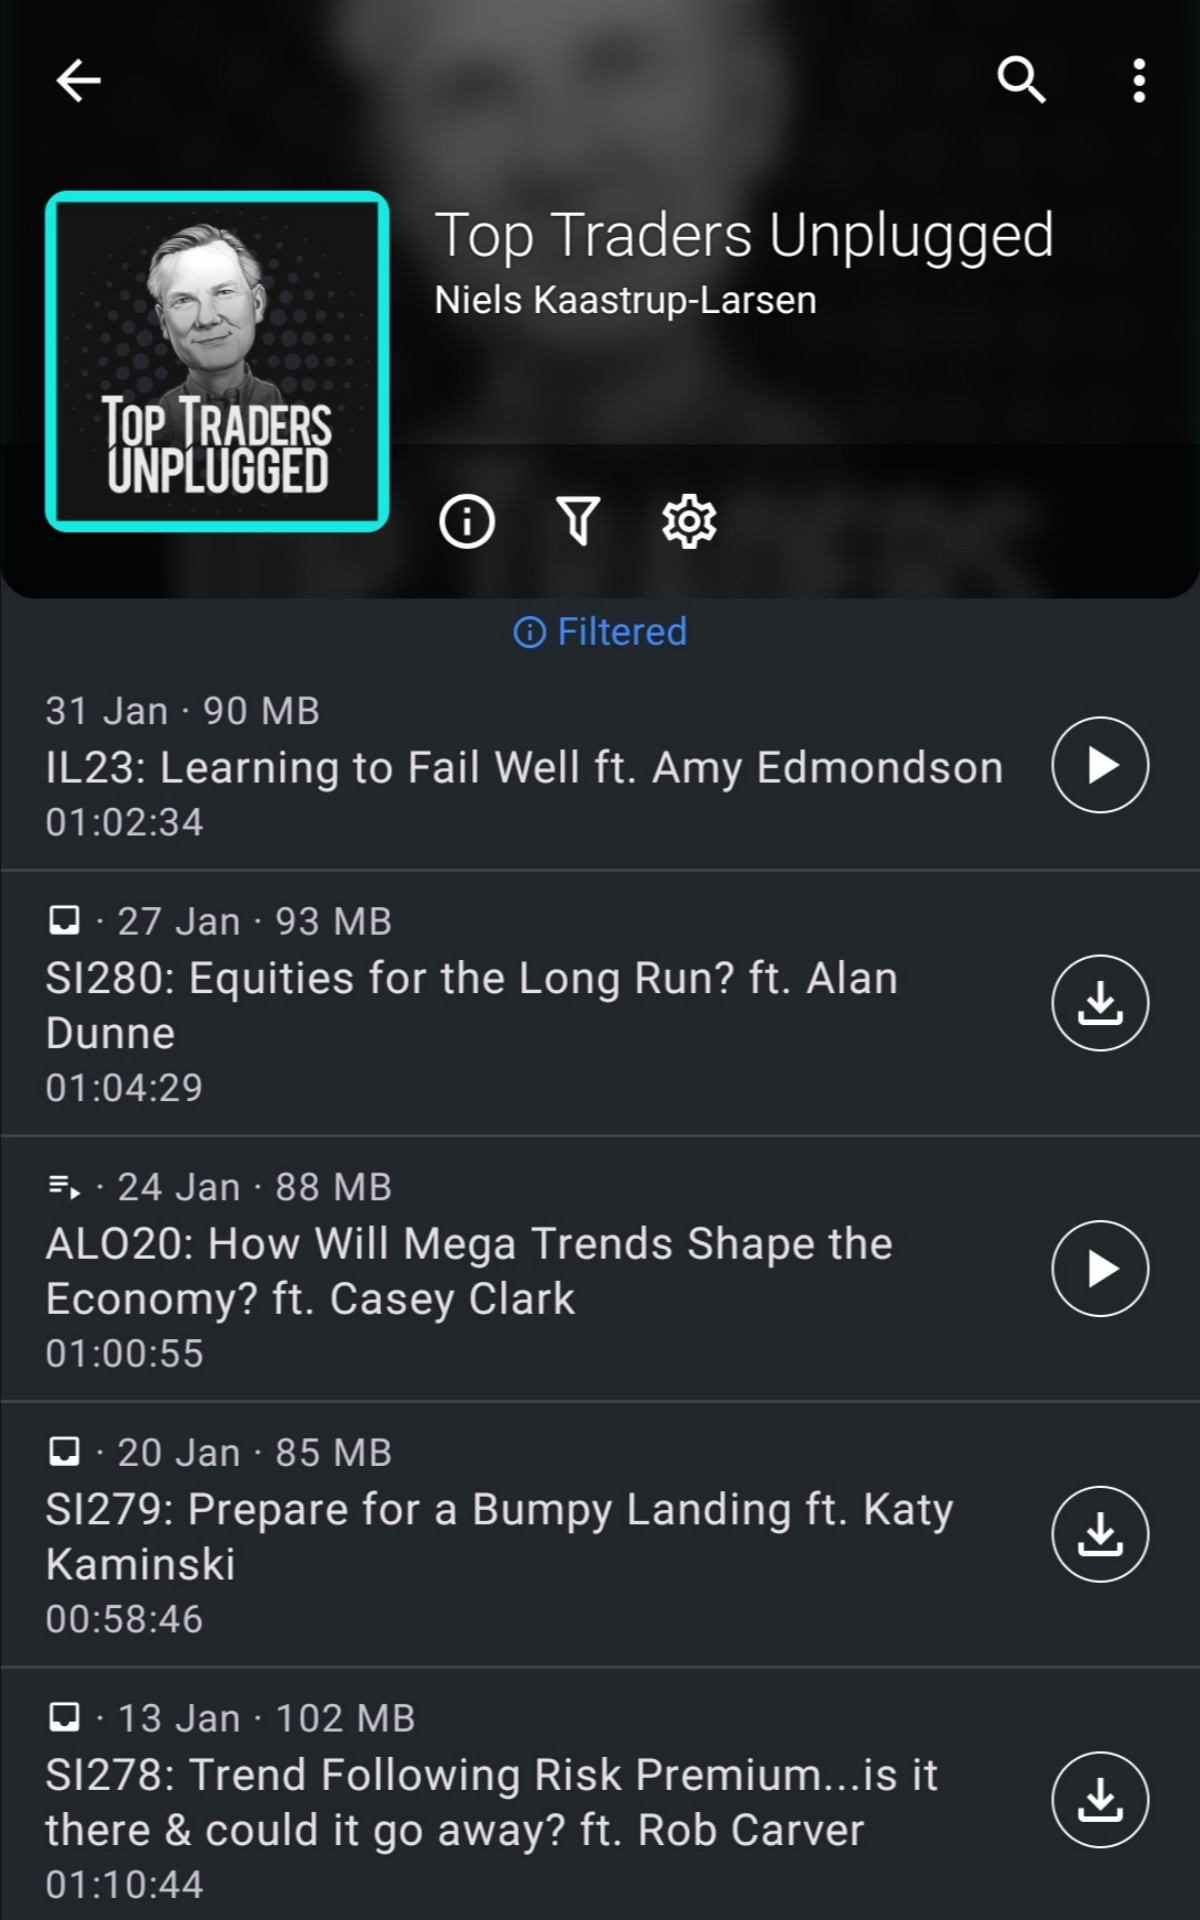 Top Traders Unplugged
Niels Kaastrup-Larsen
TOP TRADERS
UNPLUGGED
Filtered
31 Jan · 90 MB
IL23: Learning to Fail Well ft. Amy Edmondson
01:02:34
· 27 Jan · 93 MB
SI280: Equities for the Long Run? ft. Alan
Dunne
01:04:29
· 24 Jan · 88 MB
ALO20: How Will Mega Trends Shape the
Economy? ft. Casey Clark
01:00:55
· 20 Jan · 85 MB
SI279: Prepare for a Bumpy Landing ft. Katy
Kaminski
00:58:46
· 13 Jan · 102 MB
SI278: Trend Following Risk Premium...is it
there & could it go away? ft. Rob Carver
01:10:44